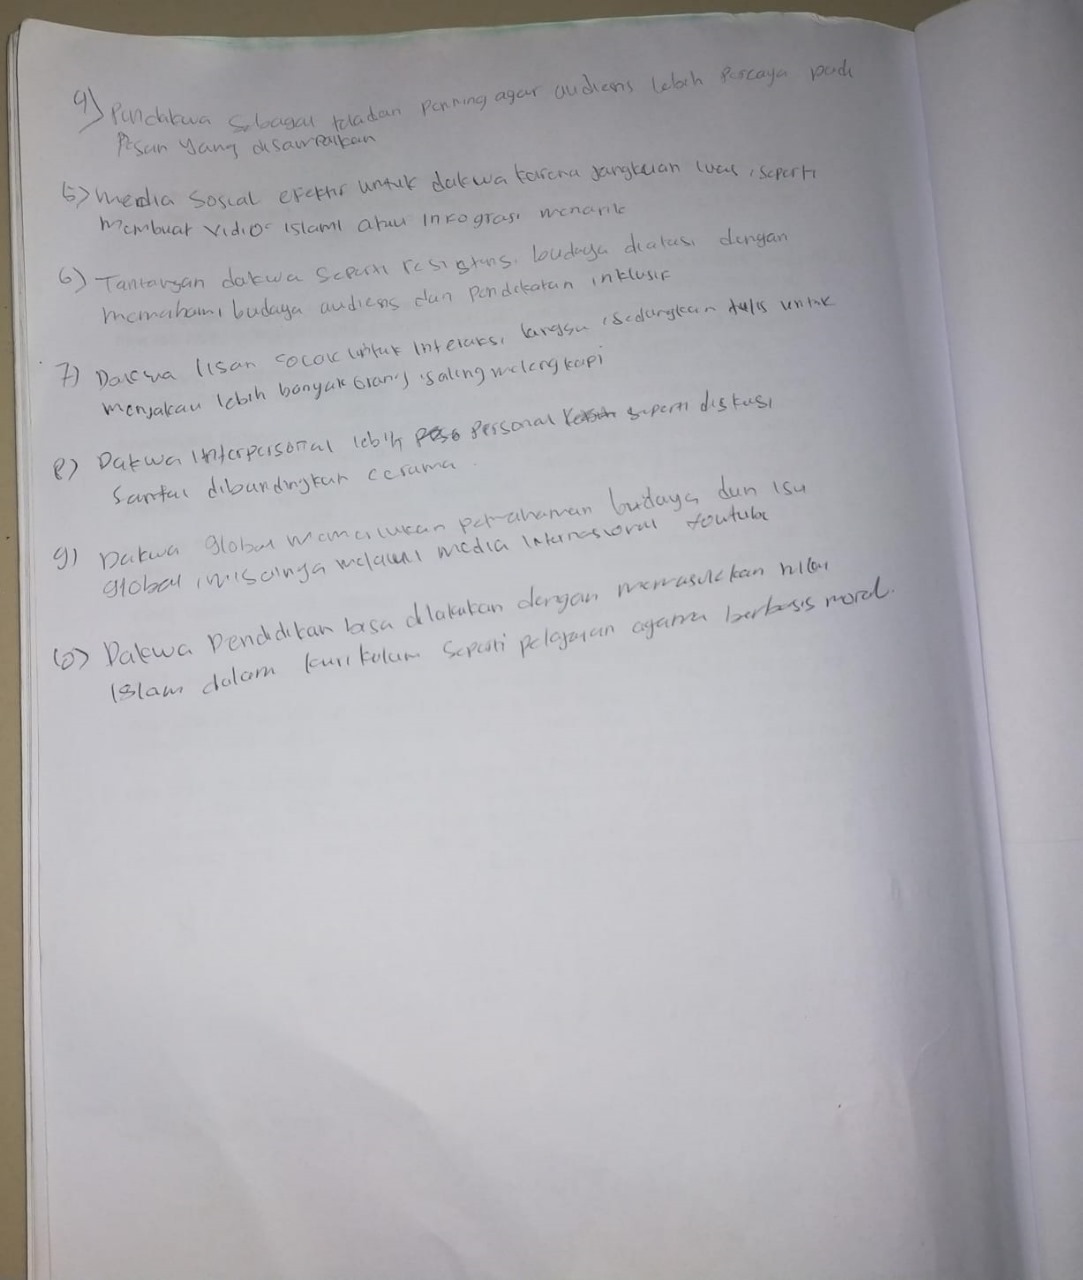 4) Pendakwa sebagai teladan penting agar audiens lebih percaya pada
Pesan yang disampaikan
5) Media Sosial efektif untuk dakwa karena jangkauan luas, seperti
Membuat vidio islami atau infografis menarik
6) Tantangan dakwa seperti resistens budaya diatasi dengan
memahami budaya audiens dan pendekatan inklusif
7) Dakwa lisan cocok untuk interaksi langsu, sedangkan tulis untuk
menjakau lebih banyak orang, saling melengkapi
8) Dakwa interpersonal lebih personal seperti diskusi
santai dibandingkan cerama.
9) Dakwa global memerlukan pemahaman budaya dan isu
global, misalnya melalui media internasional youtube
10) Dakwa Pendidikan bisa dilakukan dengan memasukkan nilai
Islam dalam kurikulum seperti pelajaran agama berbasis moral.